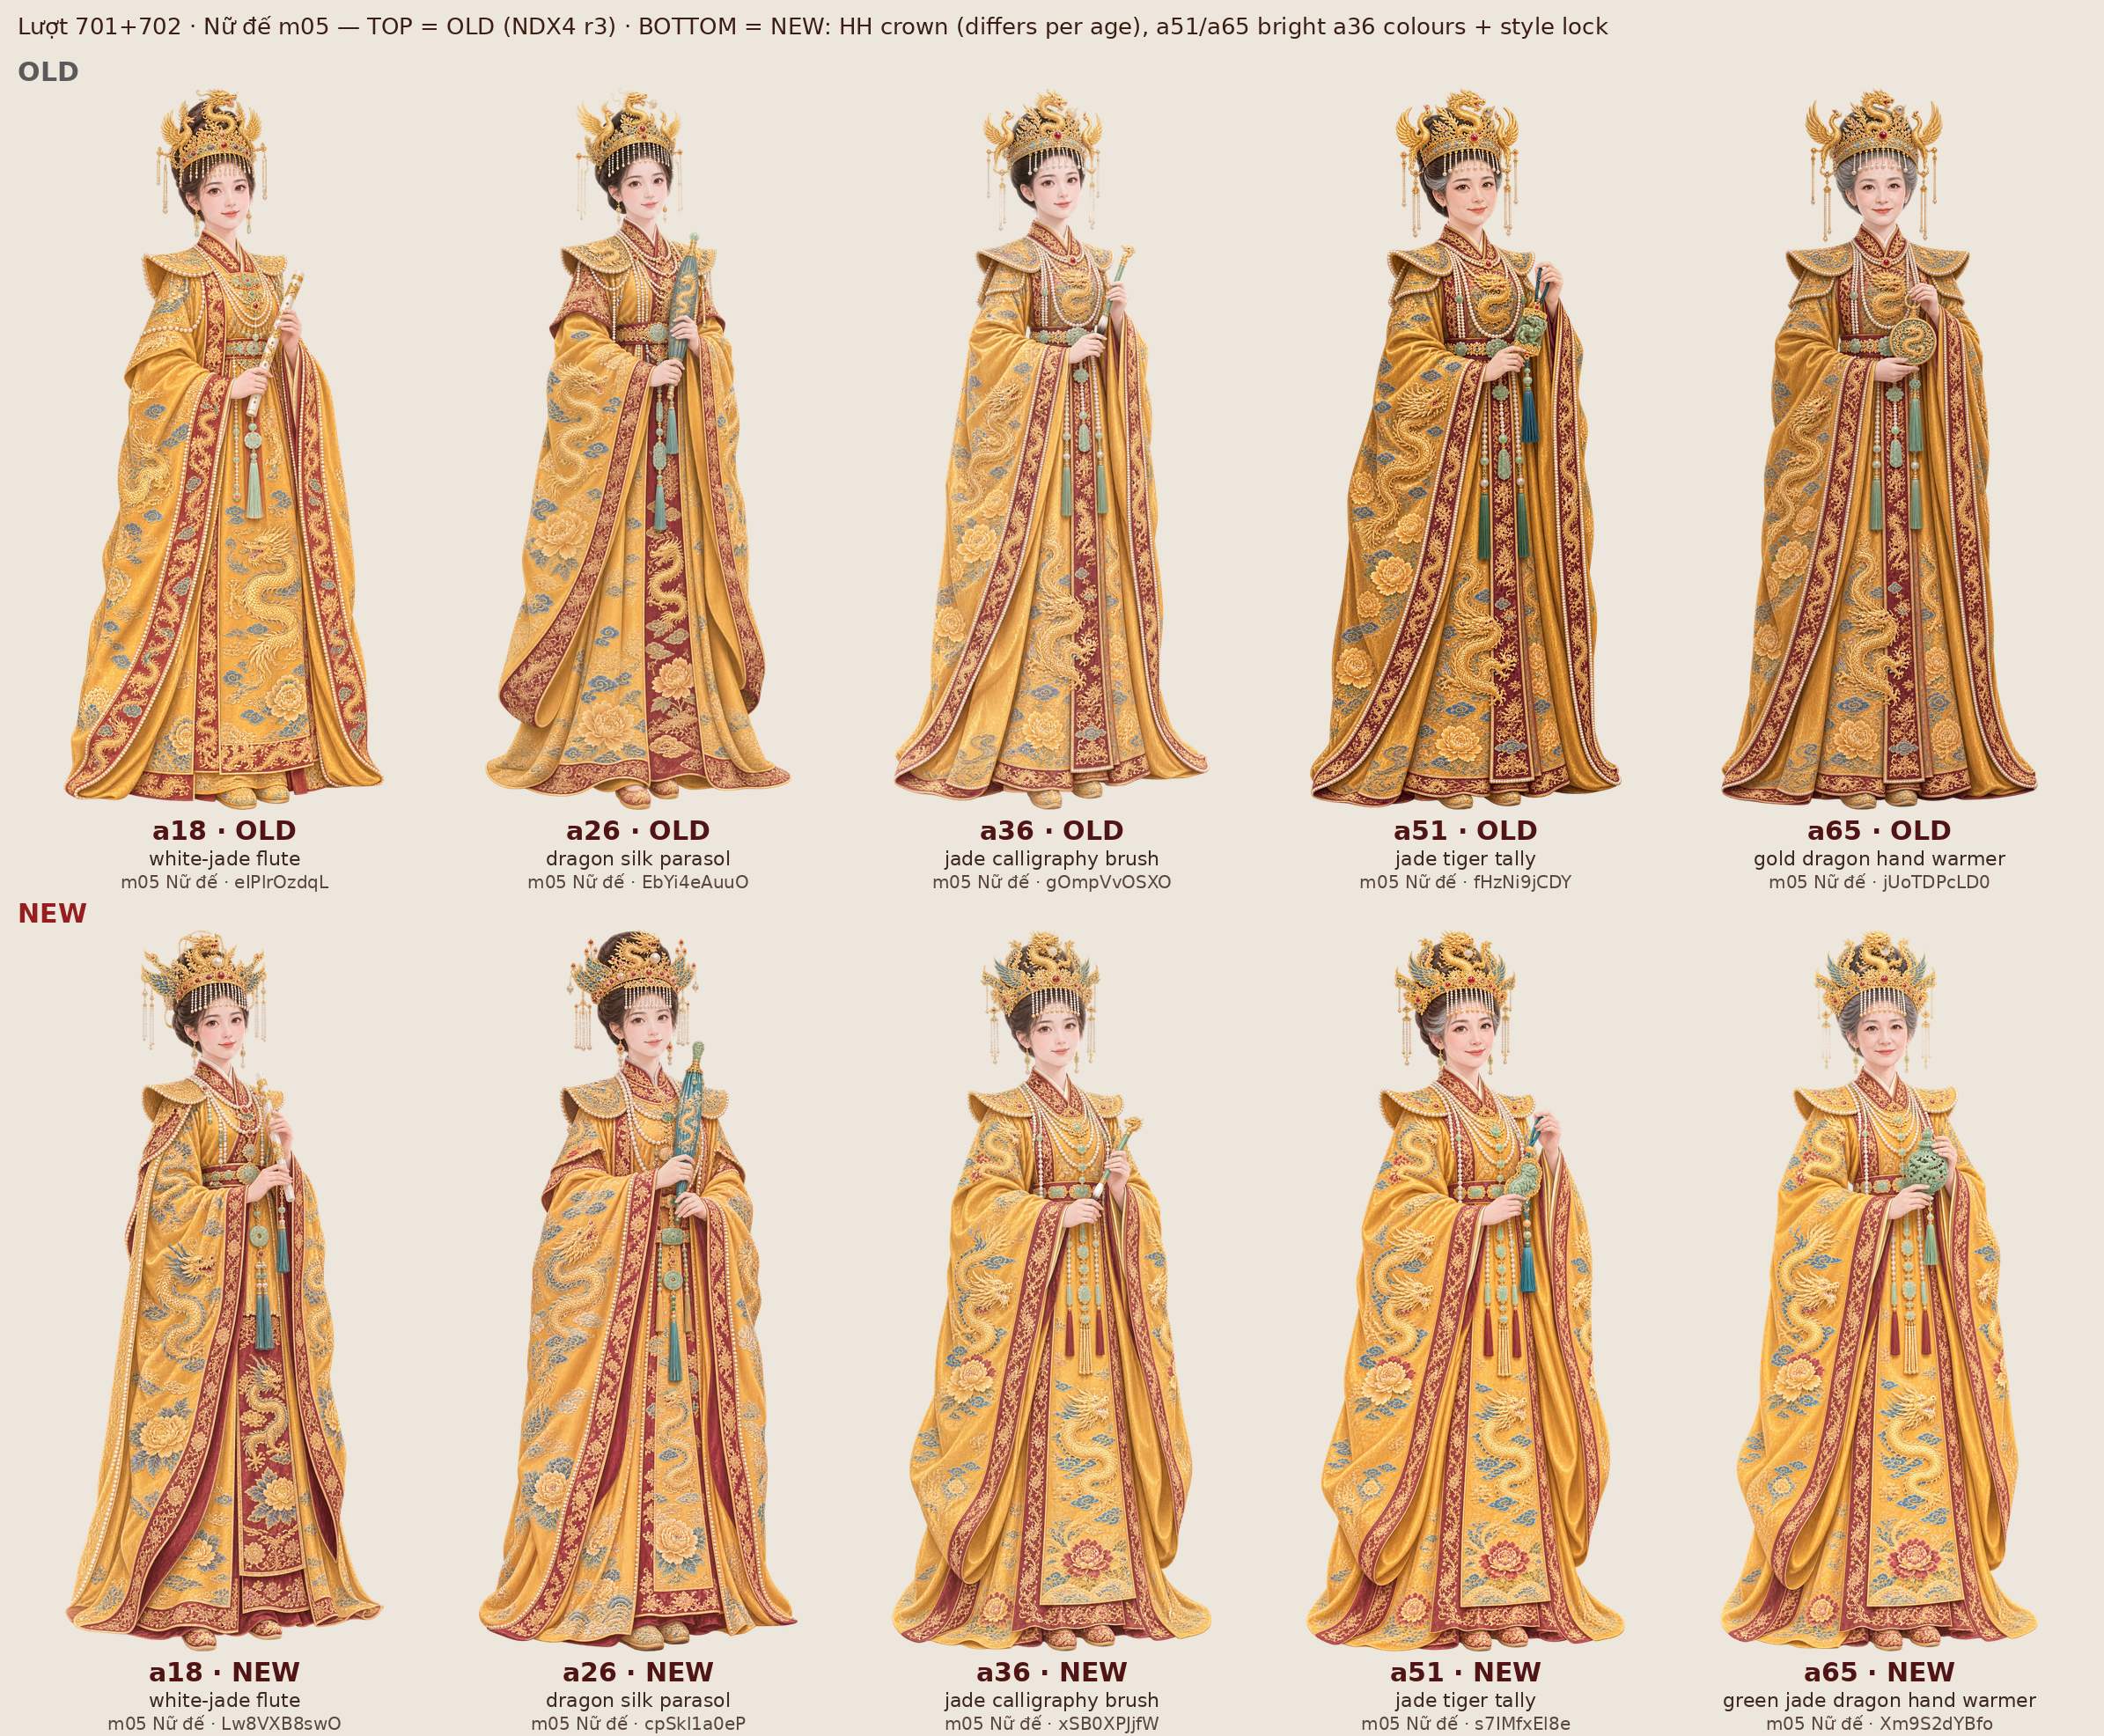 Lượt 701+702 · Nữ đế m05 — TOP = OLD (NDX4 r3) · BOTTOM = NEW: HH crown (differs per age), a51/a65 bright a36 colours + style lock
OLD
a18 · OLD
white-jade flute
m05 Nữ đế · elPlrOzdqL
a26 · OLD
dragon silk parasol
m05 Nữ đế · EbYi4eAuuO
a36 · OLD
jade calligraphy brush
m05 Nữ đế · gOmpVvOSXO
a51 · OLD
jade tiger tally
m05 Nữ đế · fHzNi9jCDY
a65 · OLD
gold dragon hand warmer
m05 Nữ đế · jUoTDPcLD0
NEW
a18 · NEW
white-jade flute
m05 Nữ đế · Lw8VXB8swO
a26 · NEW
dragon silk parasol
m05 Nữ đế · cpSkl1a0eP
a36 · NEW
jade calligraphy brush
m05 Nữ đế · xSB0XPJjfW
a51 · NEW
jade tiger tally
m05 Nữ đế · s7IMfxEl8e
a65 · NEW
green jade dragon hand warmer
m05 Nữ đế · Xm9S2dYBfo